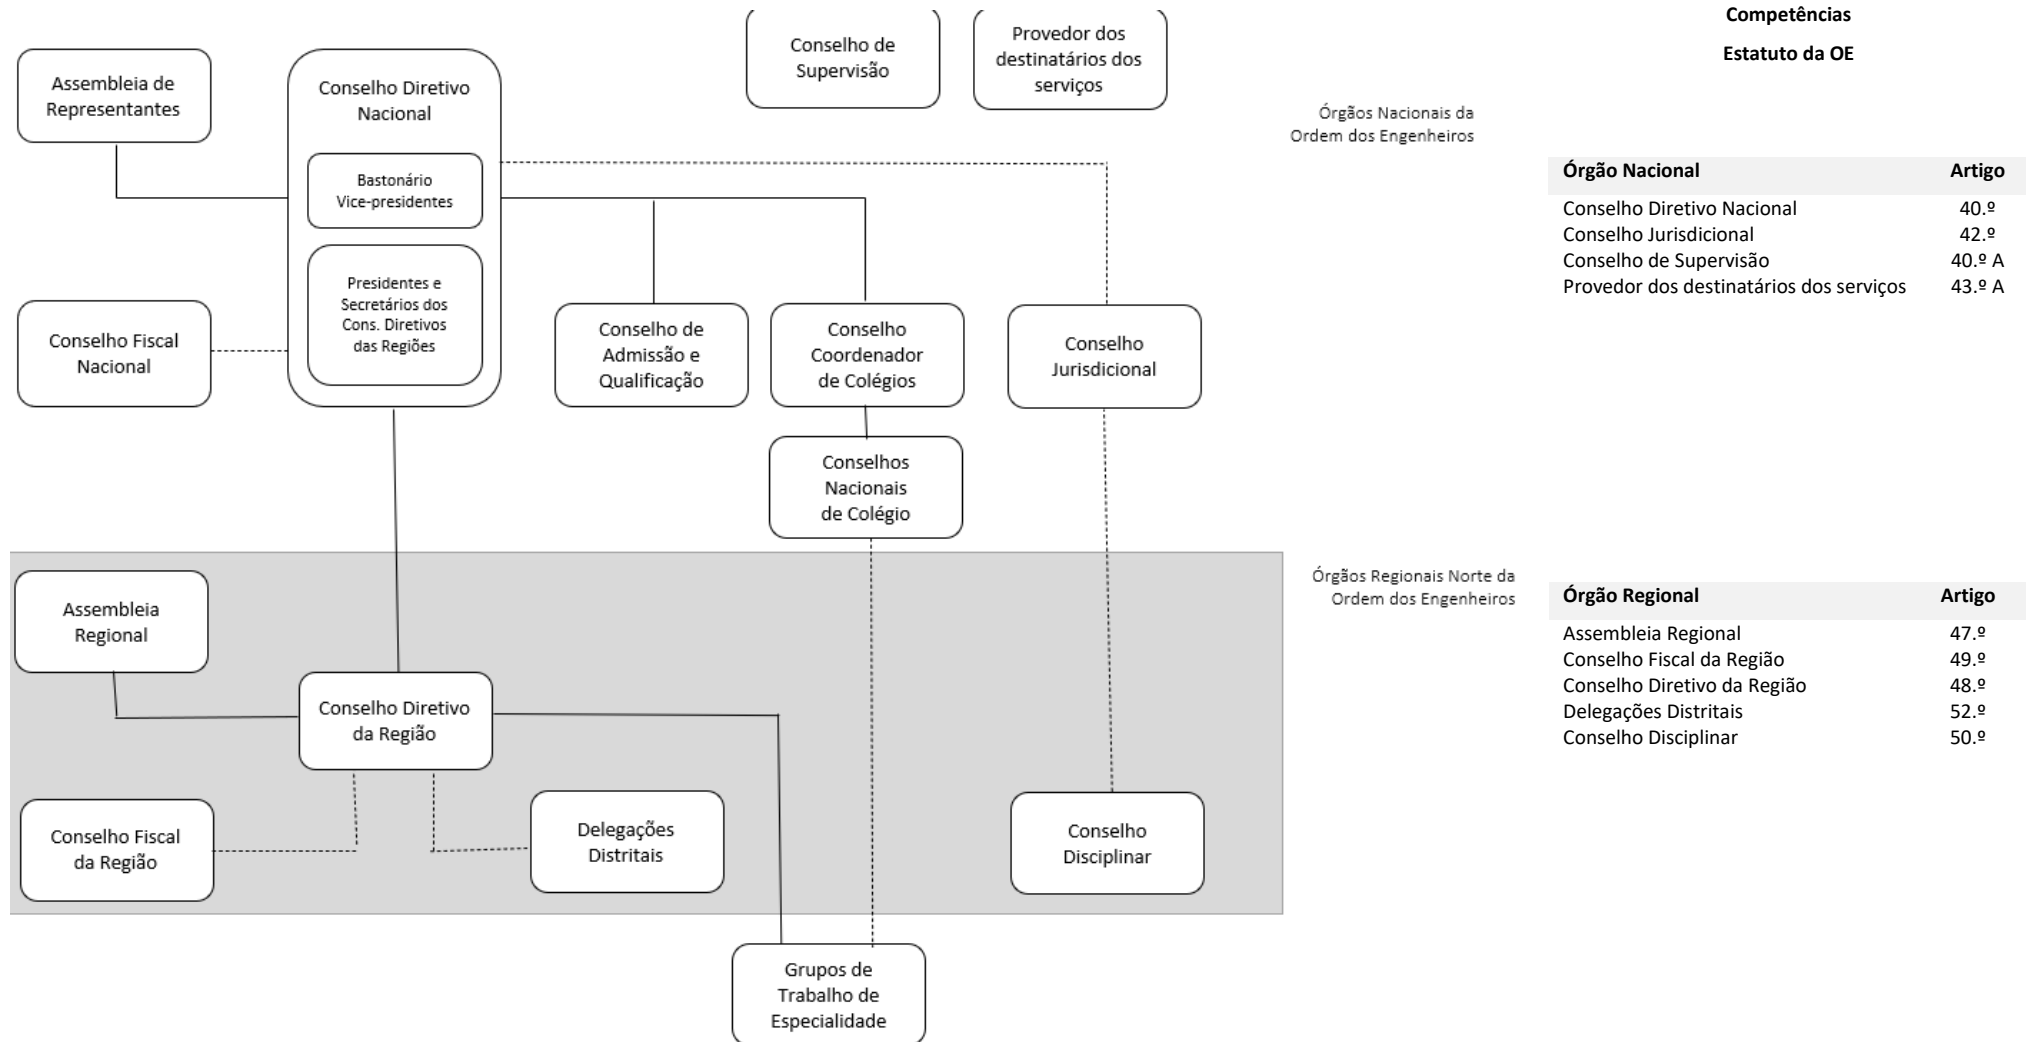 Competências
Estatuto da OE
Conselho de
Supervisão
Provedor dos
destinatários dos
serviços
Assembleia de
Representantes
Conselho Diretivo
Nacional
Bastonário
Vice-presidentes
Presidentes e
Secretários dos
Cons. Diretivos
das Regiões
Órgãos Nacionais da
Ordem dos Engenheiros
Órgão Nacional Artigo
Conselho Diretivo Nacional 40.º
Conselho Jurisdicional 42.º
Conselho de Supervisão 40.º A
Provedor dos destinatários dos serviços 43.º A
Conselho Fiscal
Nacional
Conselho de
Admissão e
Qualificação
Conselho
Coordenador
de Colégios
Conselho
Jurisdicional
Conselhos
Nacionais
de Colégio
Órgãos Regionais Norte da
Ordem dos Engenheiros
Órgão Regional Artigo
Assembleia Regional 47.º
Conselho Fiscal da Região 49.º
Conselho Diretivo da Região 48.º
Delegações Distritais 52.º
Conselho Disciplinar 50.º
Assembleia
Regional
Conselho Diretivo
da Região
Conselho Fiscal
da Região
Delegações
Distritais
Conselho
Disciplinar
Grupos de
Trabalho de
Especialidade